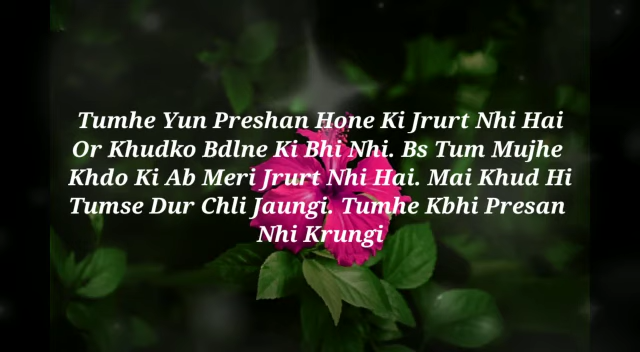 Tumhe Yun Preshan Hone Ki Jrurt Nhi Hai
Or Khudko Bdlne Ki Bhi Nhi. Bs Tum Mujhe
Khdo Ki Ab Meri Jrurt Nhi Hai. Mai Khud Hi
Tumse Dur Chli Jaungi. Tumhe Kbhi Presan
Nhi Krungi